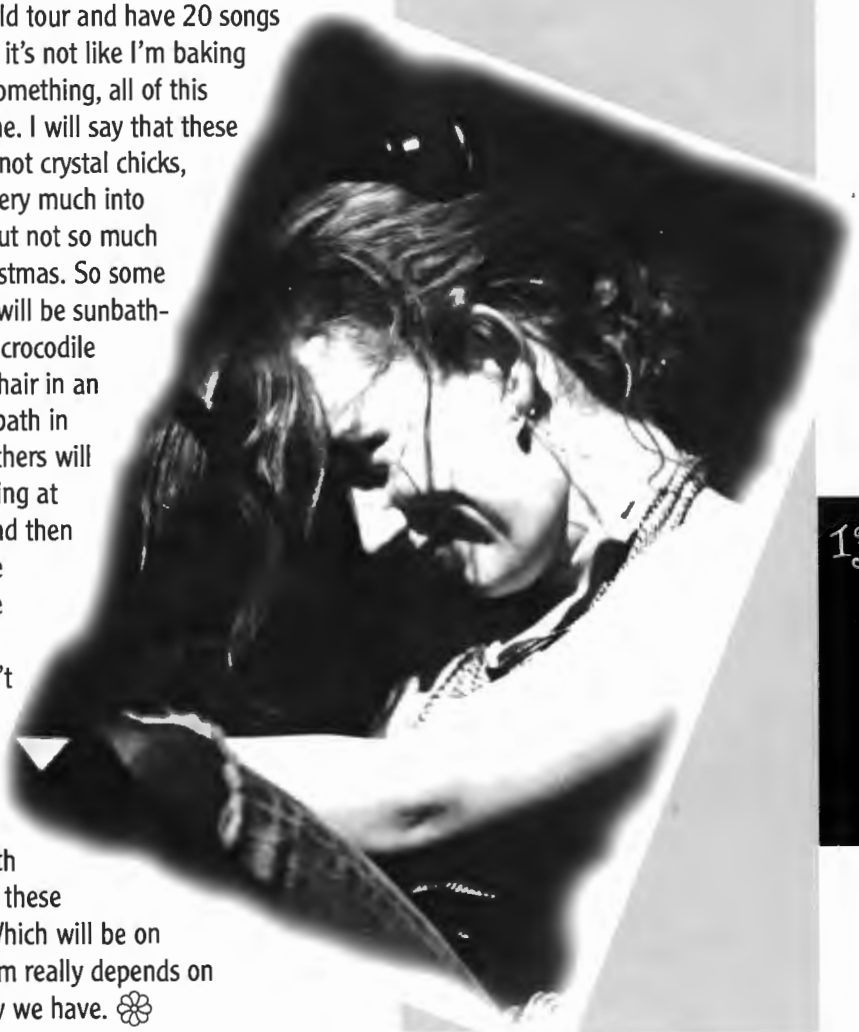 ld tour and have 20 songs
it's not like I'm baking
omething, all of this
ne. I will say that these
not crystal chicks,
ery much into
ut not so much
stmas. So some
will be sunbath-
crocodile
hair in an
bath in
thers will
ing at
nd then
e
e
't
th
these
Which will be on
m really depends on
y we have.